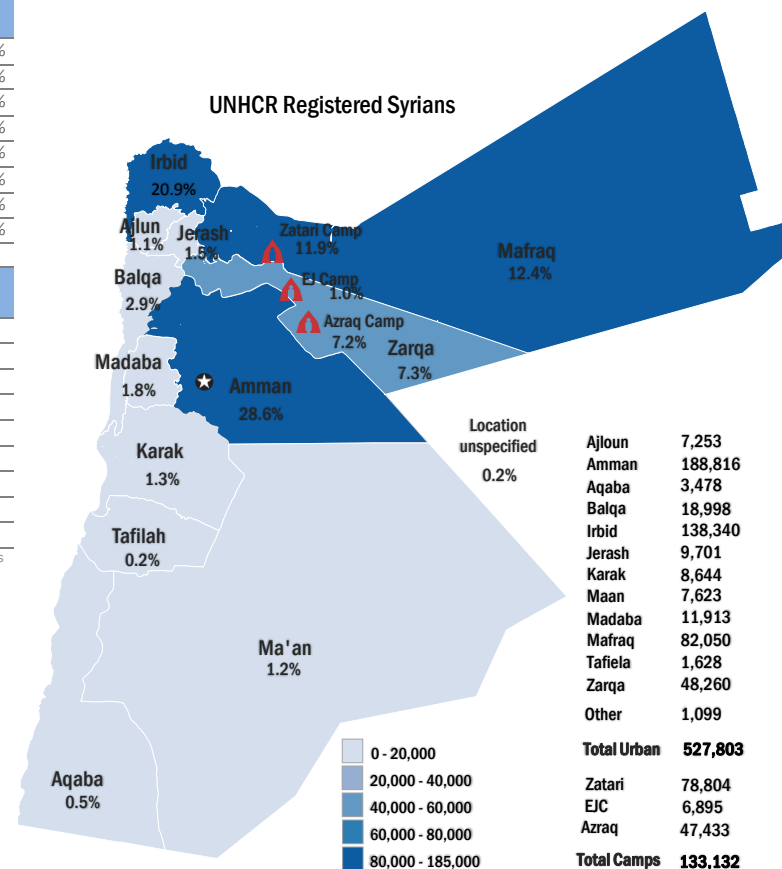 UNHCR Registered Syrians
Irbid
20.9%
Ajlun
1.1%
Jerash
1.5%
Zatari Camp
11.9%
Mafraq
12.4%
Balqa
2.9%
EJ Camp
1.0%
Azraq Camp
7.2%
Zarqa
7.3%
Madaba
1.8%
Amman
28.6%
Location
unspecified
0.2%
Karak
1.3%
Tafilah
0.2%
Ma'an
1.2%
Aqaba
0.5%
0 - 20,000
20,000 - 40,000
40,000 - 60,000
60,000 - 80,000
80,000 - 185,000
Ajloun 7,253
Amman 188,816
Aqaba 3,478
Balqa 18,998
Irbid 138,340
Jerash 9,701
Karak 8,644
Maan 7,623
Madaba 11,913
Mafraq 82,050
Tafiela 1,628
Zarqa 48,260
Other 1,099
Total Urban 527,803
Zatari 78,804
EJC 6,895
Azraq 47,433
Total Camps 133,132